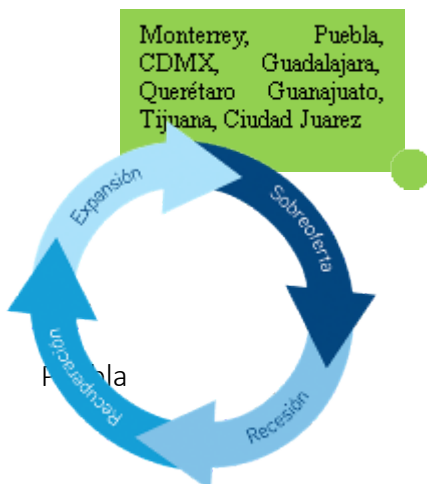 Monterrey, Puebla,
CDMX, Guadalajara,
Querétaro Guanajuato,
Tijuana, Ciudad Juarez
Expansión
Sobreoferta
Recesión
Recuperación